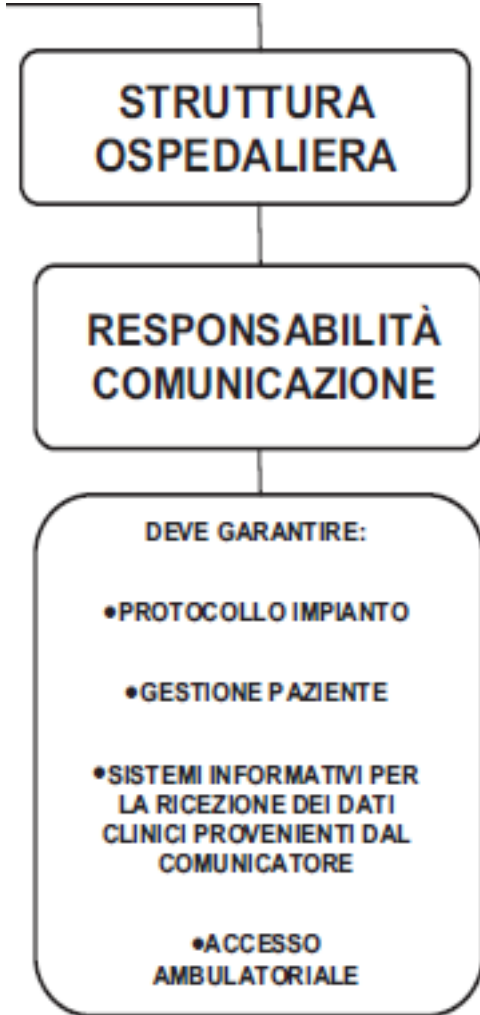 STRUTTURA
OSPEDALIERA
RESPONSABILITÀ
COMUNICAZIONE
DEVE GARANTIRE:
•PROTOCOLLO IMPIANTO
•GESTIONE PAZIENTE
•SISTEMI INFORMATIVI PER
LA RICEZIONE DEI DATI
CLINICI PROVENIENTI DAL
COMUNICATORE
•ACCESSO
AMBULATORIALE